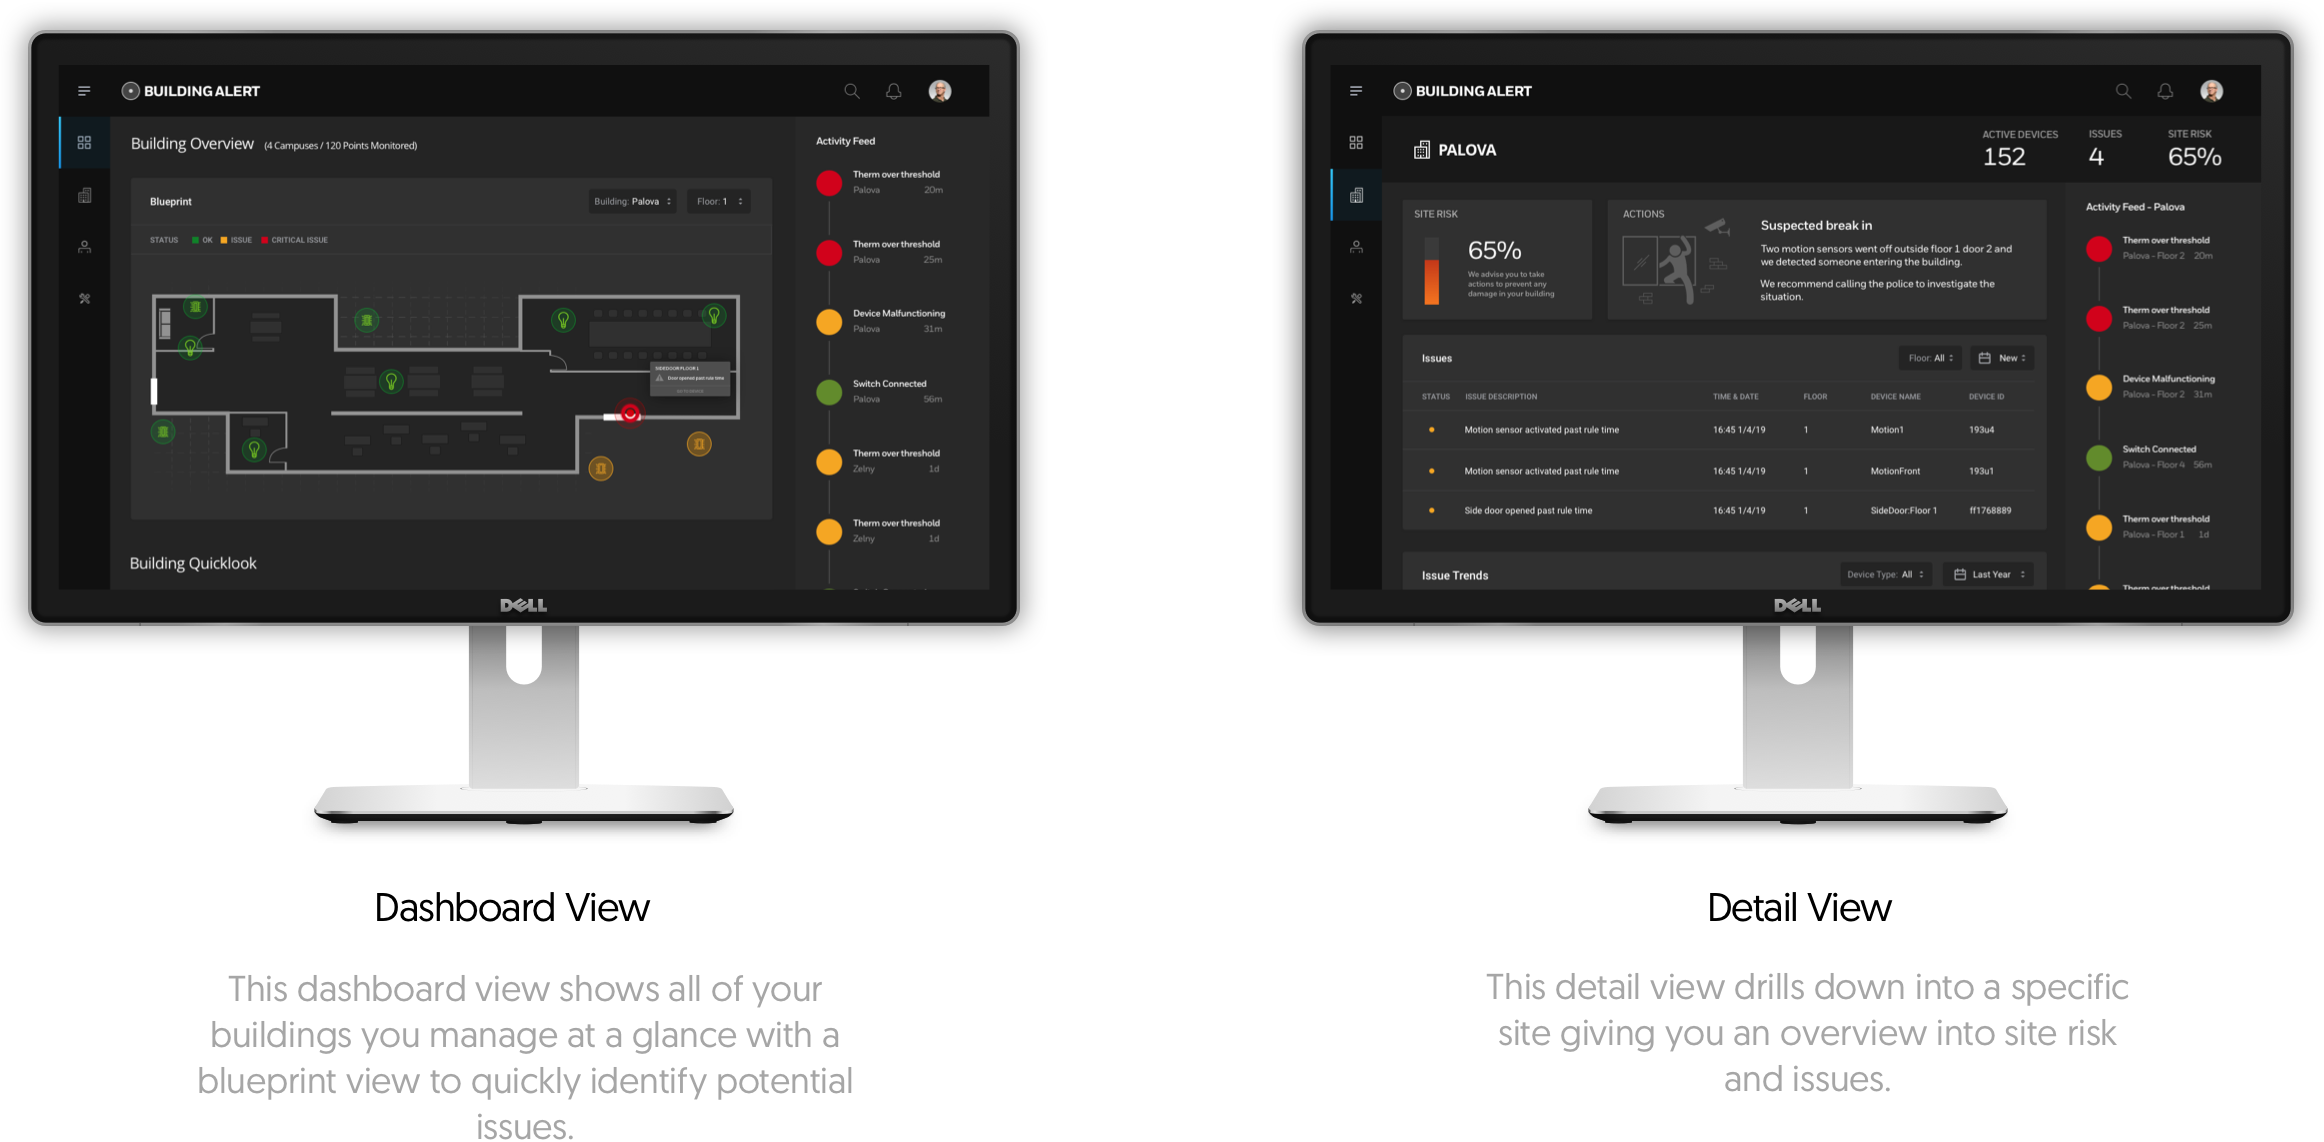 BUILDING ALERT
Building Overview (4 Campuses / 120 Points Monitored)
Blueprint
Building: Palova
Floor: 1
STATUS OK ISSUE CRITICAL ISSUE
SIDEDOOR:FLOOR 1
Door opened past rule time
Building Quicklook
Activity Feed
Therm over threshold
Palova 20m
Therm over threshold
Palova 25m
Device Malfunctioning
Palova 31m
Switch Connected
Palova 56m
Therm over threshold
Zelny 1d
Therm over threshold
Zelny 1d
DELL
Dashboard View
This dashboard view shows all of your
buildings you manage at a glance with a
blueprint view to quickly identify potential
issues.
BUILDING ALERT
PALOVA
ACTIVE DEVICES
152
ISSUES
4
SITE RISK
65%
SITE RISK
65%
We advise you to take
actions to prevent any
damage in your building
ACTIONS
Suspected break in
Two motion sensors went off outside floor 1 door 2 and
we detected someone entering the building.
We recommend calling the police to investigate the
situation.
Issues
Floor: All
New
STATUS ISSUE DESCRIPTION TIME & DATE FLOOR DEVICE NAME DEVICE ID
Motion sensor activated past rule time 16:45 1/4/19 1 Motion1 193u4
Motion sensor activated past rule time 16:45 1/4/19 1 MotionFront 193u1
Side door opened past rule time 16:45 1/4/19 1 SideDoor:Floor 1 ff1768889
Issue Trends
Device Type: All
Last Year
Activity Feed - Palova
Therm over threshold
Palova - Floor 2 20m
Therm over threshold
Palova - Floor 2 25m
Device Malfunctioning
Palova - Floor 2 31m
Switch Connected
Palova - Floor 4 56m
Therm over threshold
Palova - Floor 1 1d
Therm over threshold
DELL
Detail View
This detail view drills down into a specific
site giving you an overview into site risk
and issues.